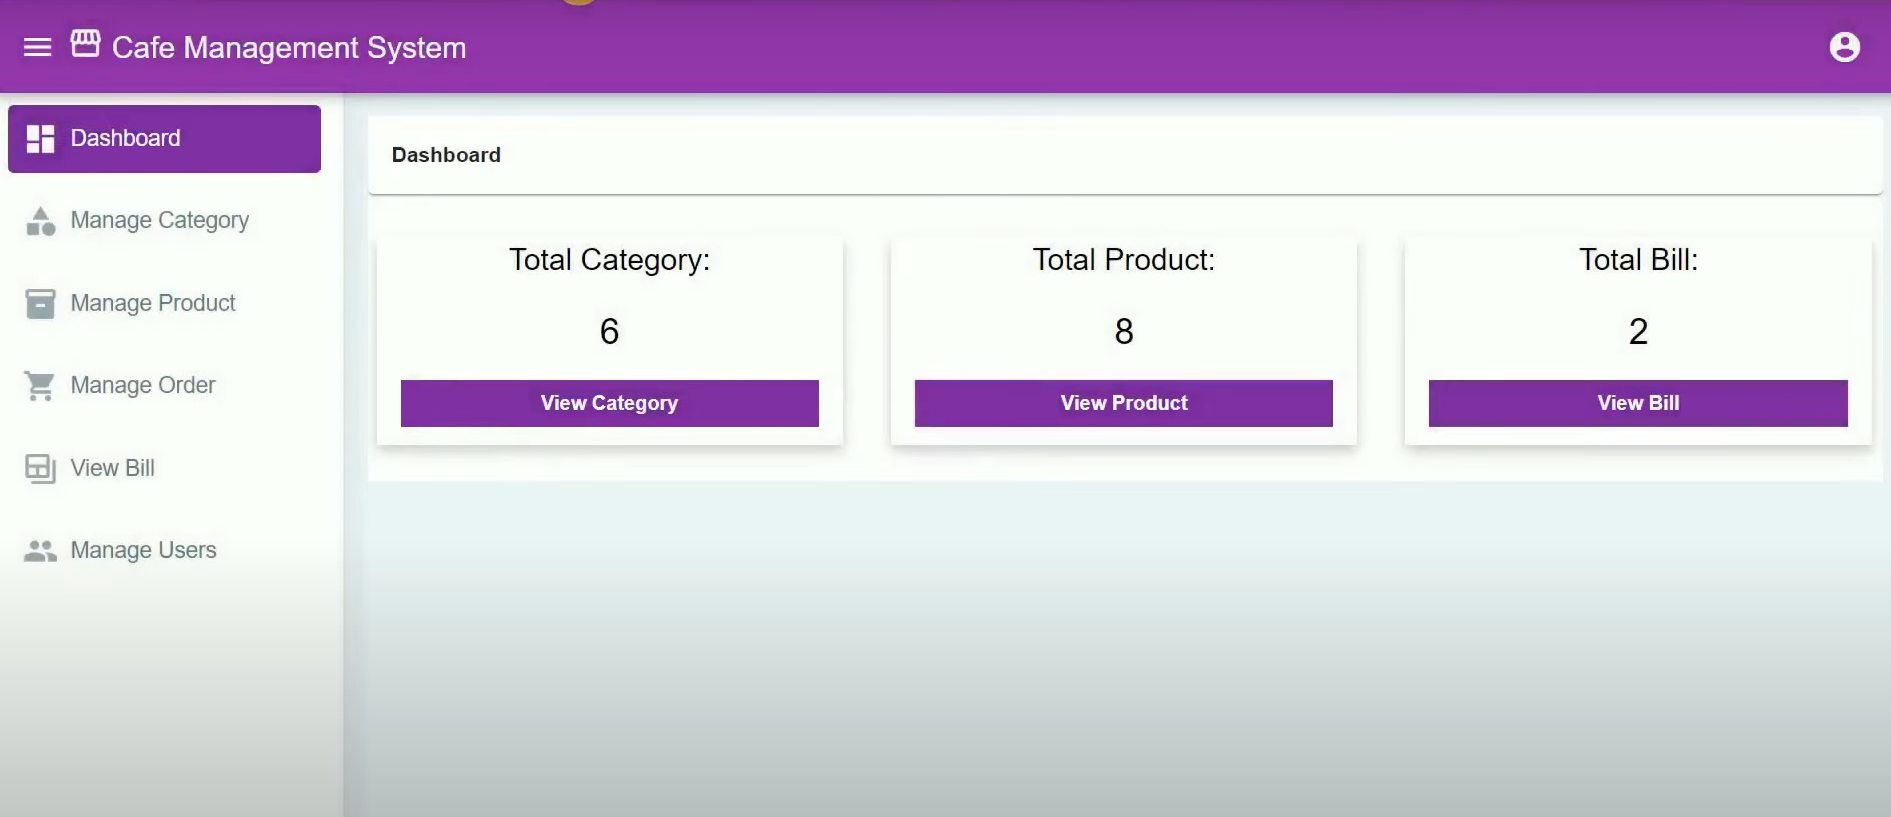 Cafe Management System
Dashboard
Manage Category
Manage Product
Manage Order
View Bill
Manage Users
Dashboard
Total Category:
6
View Category
Total Product:
8
View Product
Total Bill:
2
View Bill